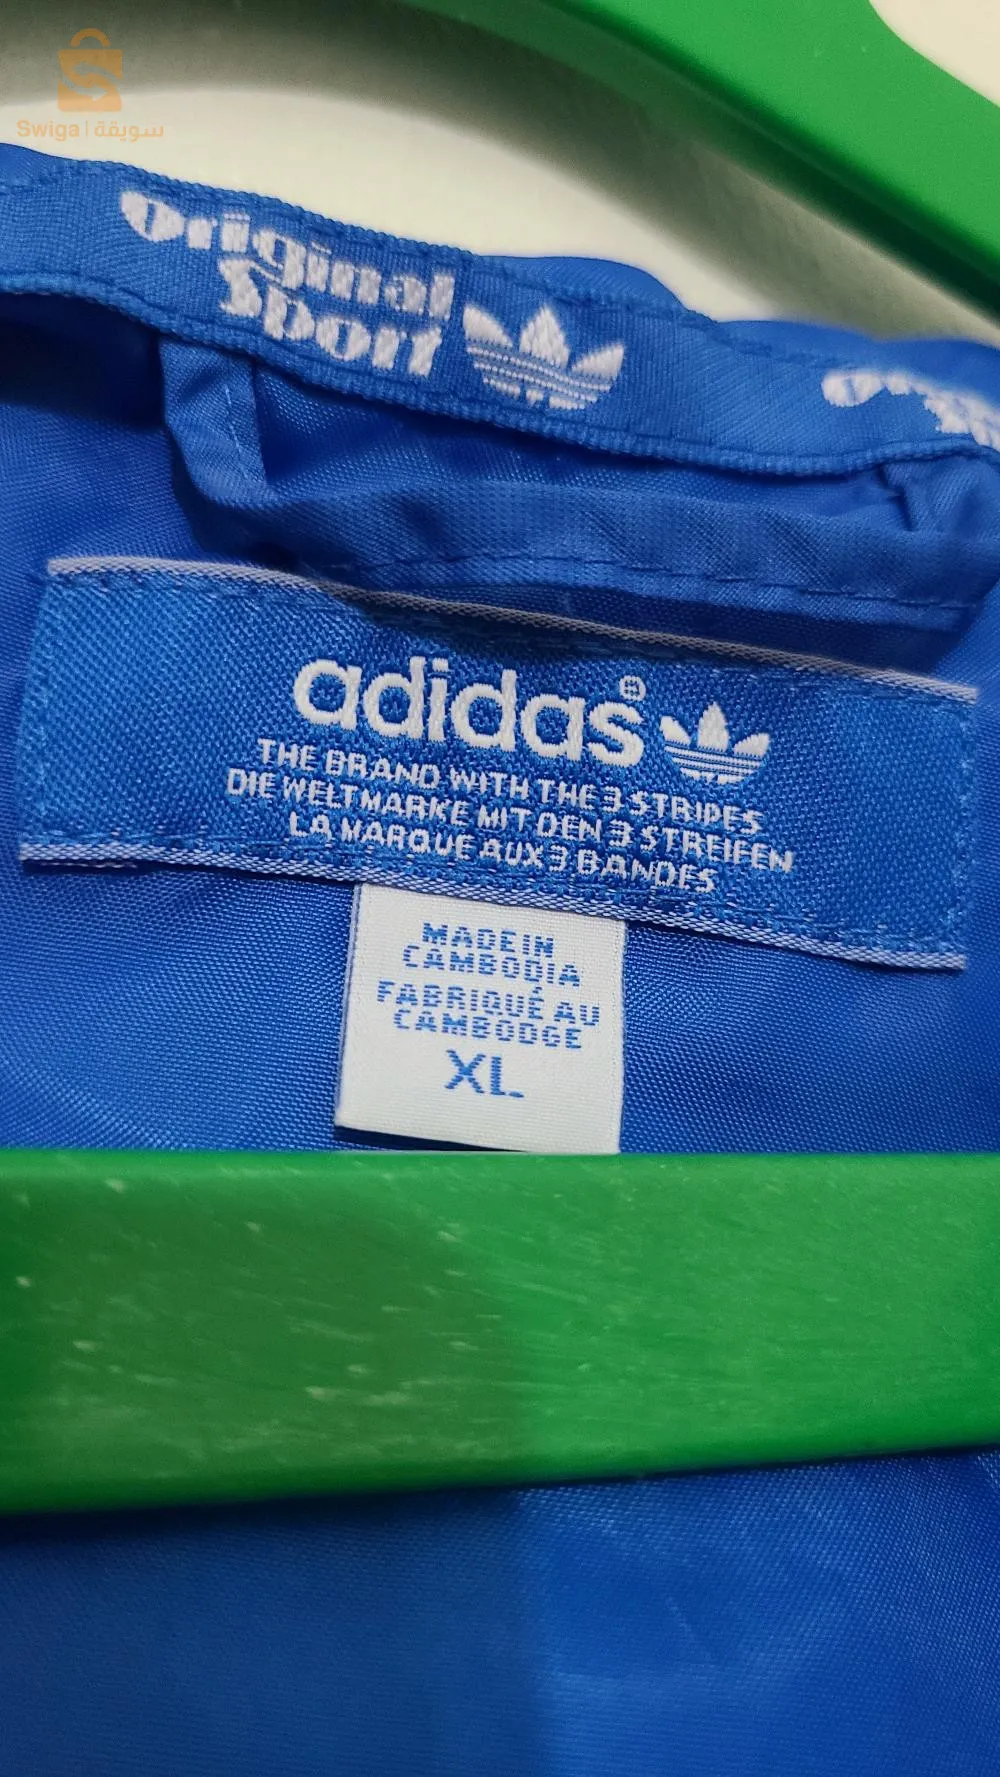 Swiga | سويقة
Original
Sport
adidas®
THE BRAND WITH THE 3 STRIPES
DIE WELTMARKE MIT DEN 3 STREIFEN
LA MARQUE AUX 3 BANDES
MADE IN
CAMBODIA
FABRIQUÉ AU
CAMBODGE
XL